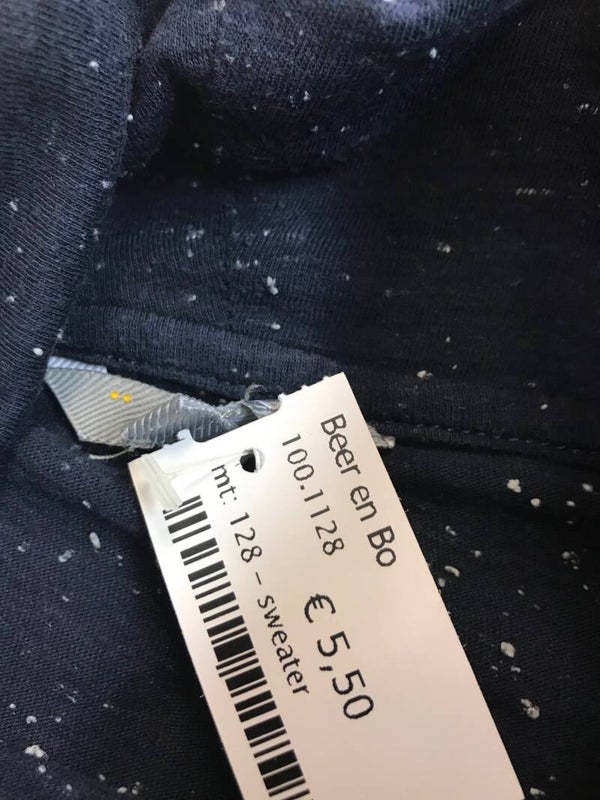 Beer en Bo
100.1128
€ 5,50
mt: 128 - sweater